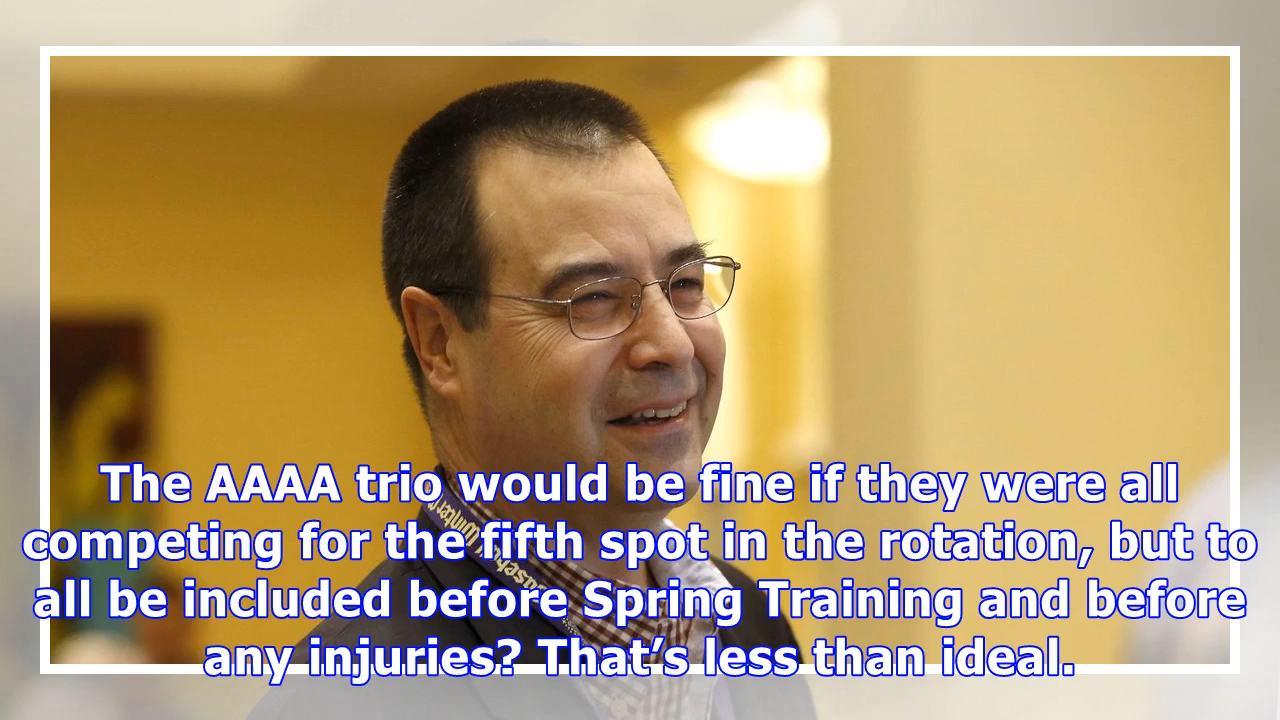 The AAAA trio would be fine if they were all
competing for the fifth spot in the rotation, but to
all be included before Spring Training and before
any injuries? That’s less than ideal.